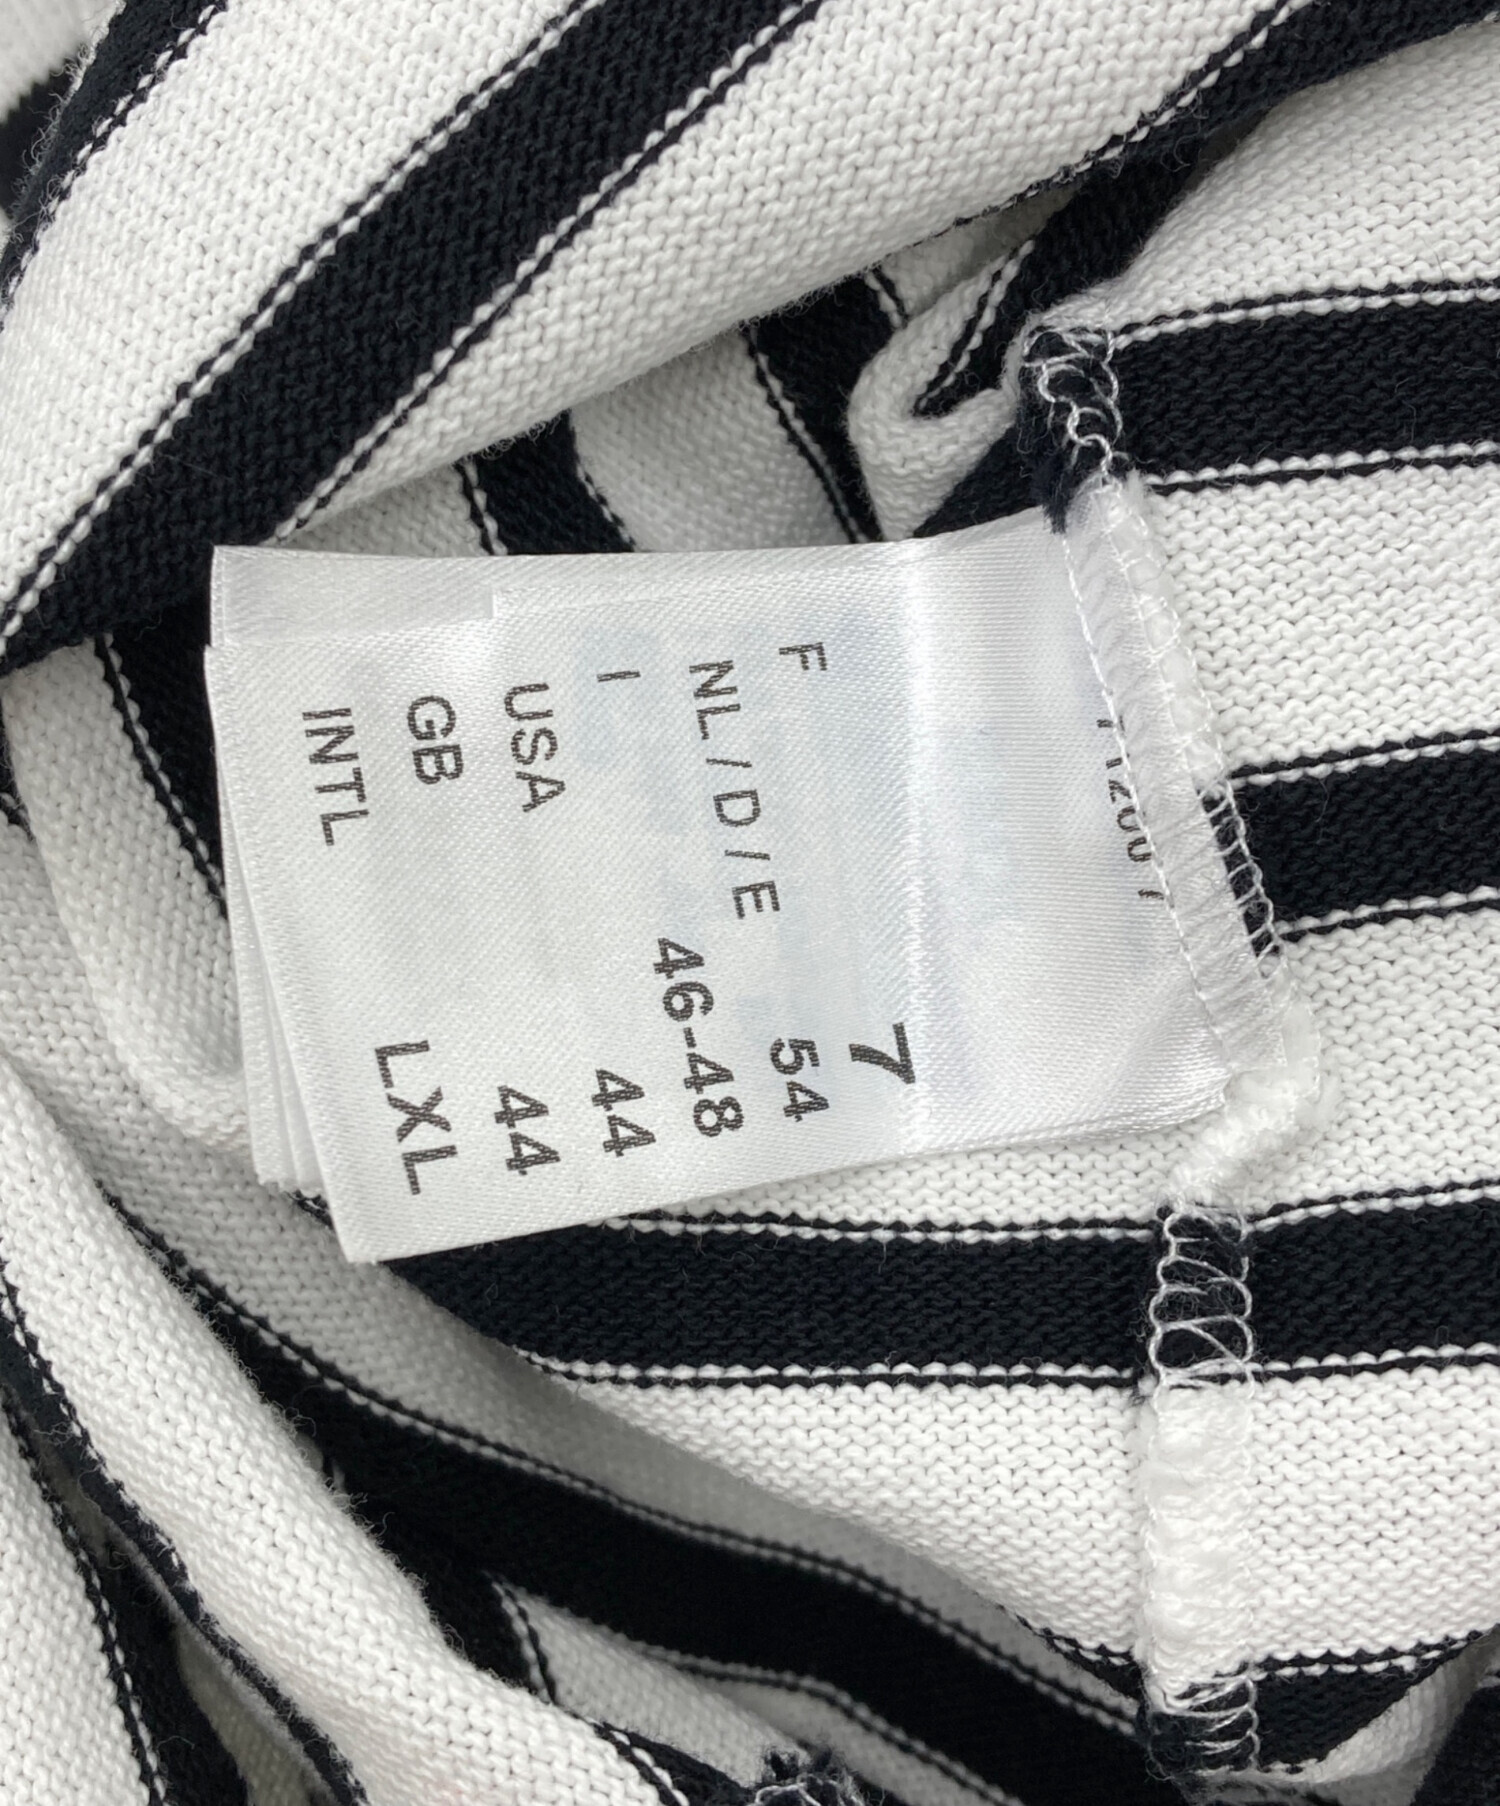 F 7
NL / D / E 54
I 46-48
USA 44
GB 44
INTL LXL